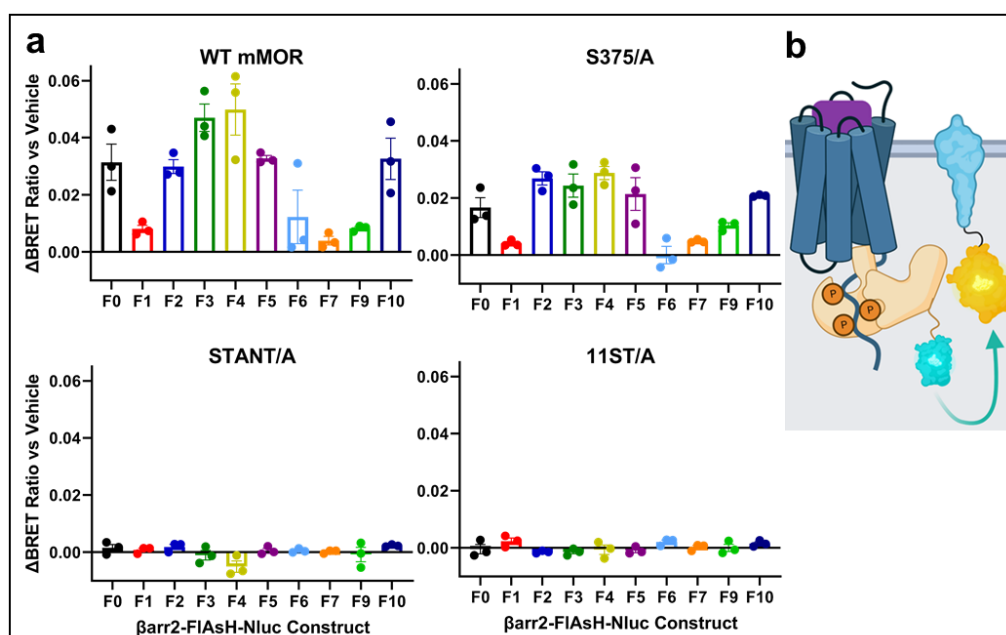 a
b
WT mMOR
S375/A
ΔBRET Ratio vs Vehicle
0.06
0.04
0.02
0.00
F0 F1 F2 F3 F4 F5 F6 F7 F9 F10
0.06
0.04
0.02
0.00
F0 F1 F2 F3 F4 F5 F6 F7 F9 F10
P
P
P
STANT/A
11ST/A
ΔBRET Ratio vs Vehicle
0.06
0.04
0.02
0.00
F0 F1 F2 F3 F4 F5 F6 F7 F9 F10
βarr2-FlAsH-Nluc Construct
0.06
0.04
0.02
0.00
F0 F1 F2 F3 F4 F5 F6 F7 F9 F10
βarr2-FlAsH-Nluc Construct